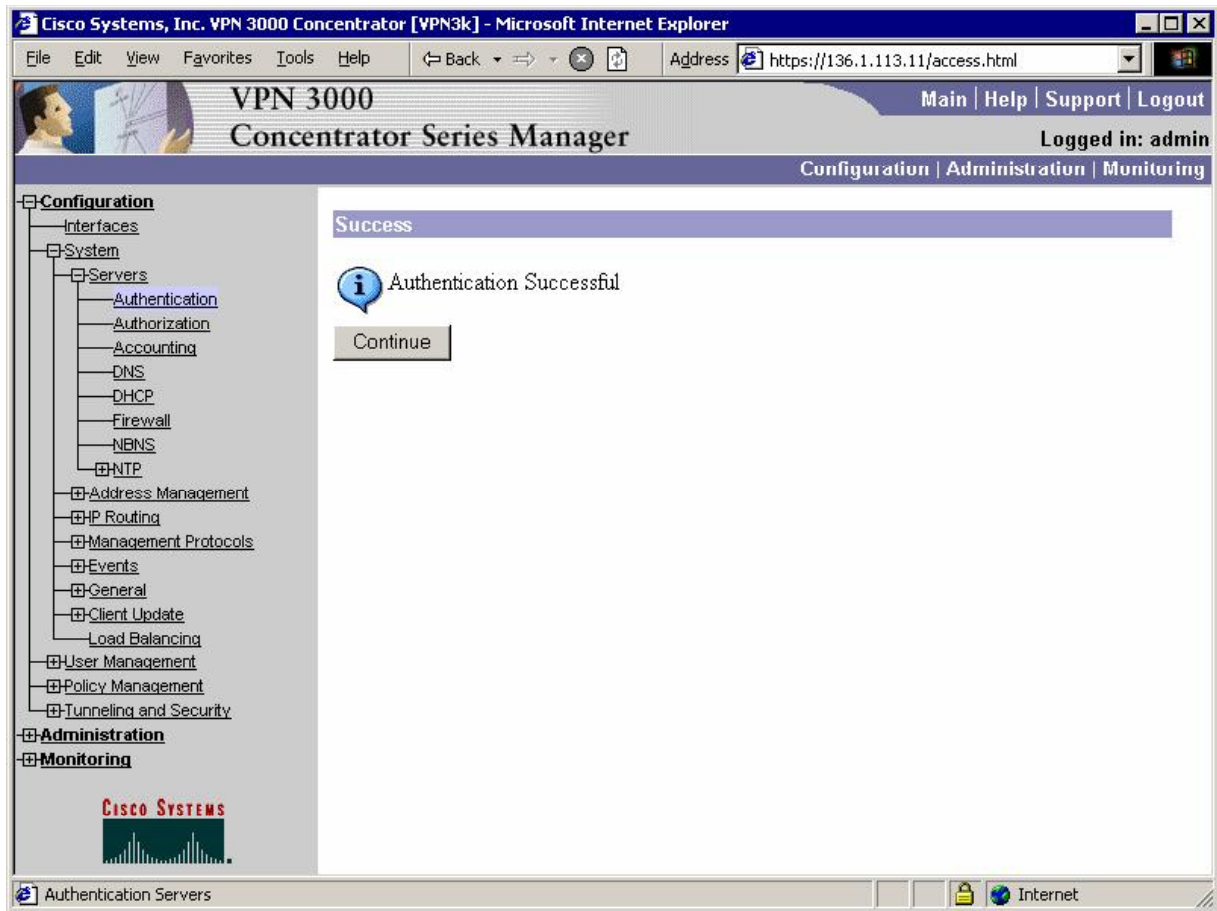 Cisco Systems, Inc. VPN 3000 Concentrator [VPN3k] - Microsoft Internet Explorer
File Edit View Favorites Tools Help Back Address https://136.1.113.11/access.html
VPN 3000
Concentrator Series Manager
Main | Help | Support | Logout
Logged in: admin
Configuration | Administration | Monitoring
Configuration
Interfaces
System
Servers
Authentication
Authorization
Accounting
DNS
DHCP
Firewall
NBNS
NTP
Address Management
IP Routing
Management Protocols
Events
General
Client Update
Load Balancing
User Management
Policy Management
Tunneling and Security
Administration
Monitoring
CISCO SYSTEMS
Success
Authentication Successful
Continue
Authentication Servers
Internet